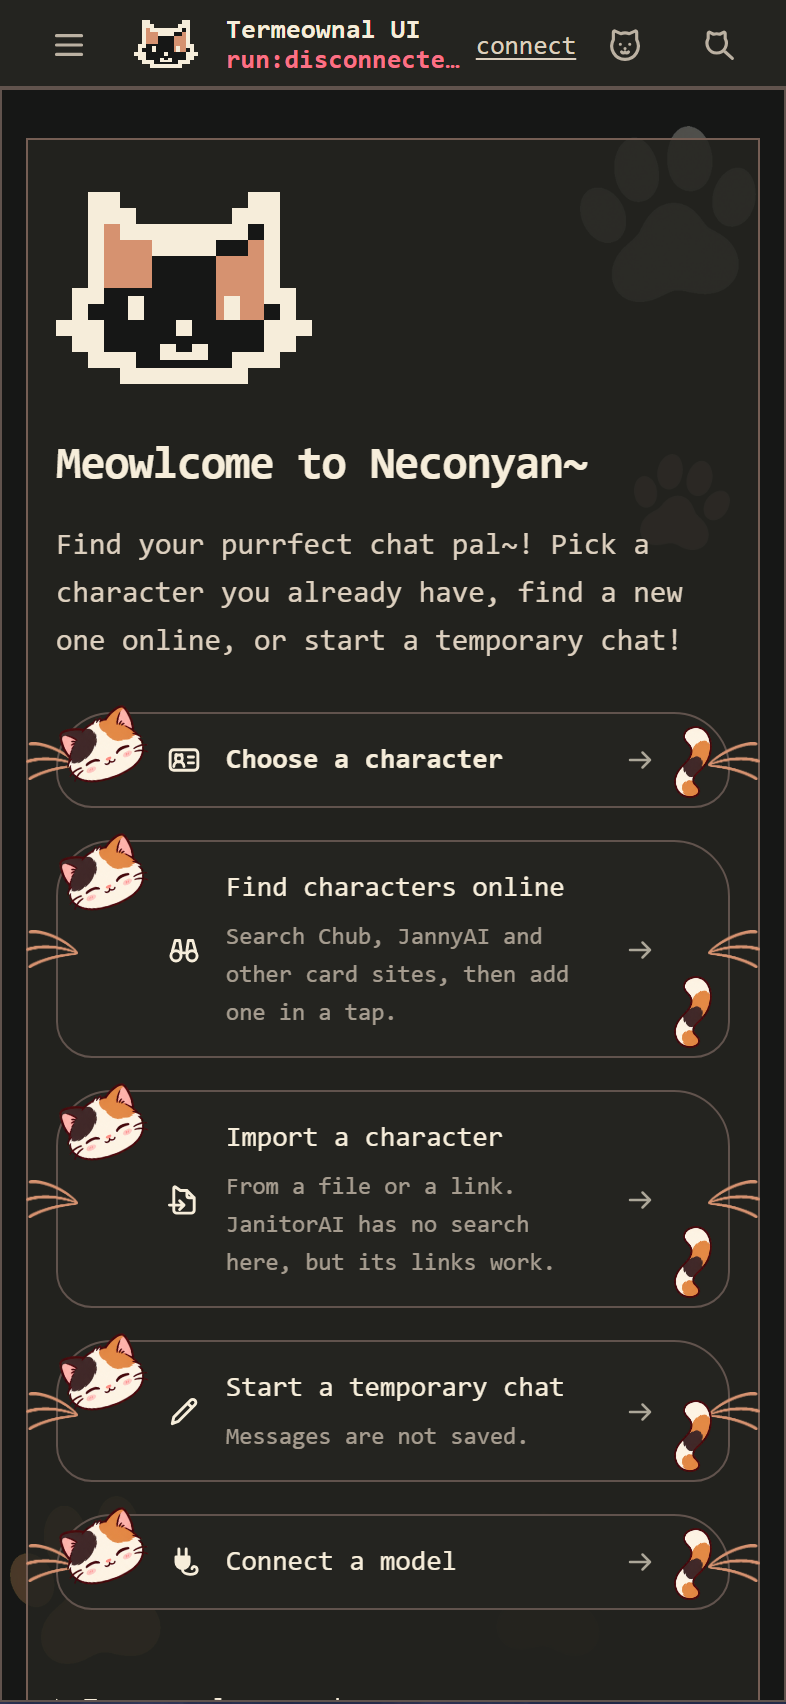 Termeownal UI
run:disconnecte…
connect
Meowlcome to Neconyan~
Find your purrfect chat pal~! Pick a
character you already have, find a new
one online, or start a temporary chat!
Choose a character
Find characters online
Search Chub, JannyAI and
other card sites, then add
one in a tap.
Import a character
From a file or a link.
JanitorAI has no search
here, but its links work.
Start a temporary chat
Messages are not saved.
Connect a model